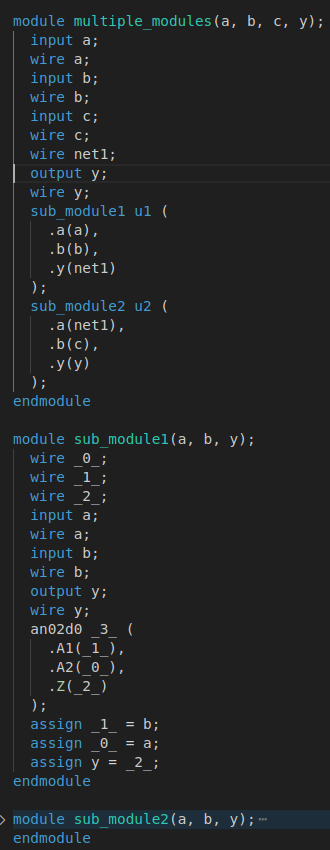 module multiple_modules(a, b, c, y);
  input a;
  wire a;
  input b;
  wire b;
  input c;
  wire c;
  wire net1;
  output y;
  wire y;
  sub_module1 u1 (
    .a(a),
    .b(b),
    .y(net1)
  );
  sub_module2 u2 (
    .a(net1),
    .b(c),
    .y(y)
  );
endmodule

module sub_module1(a, b, y);
  wire _0_;
  wire _1_;
  wire _2_;
  input a;
  wire a;
  input b;
  wire b;
  output y;
  wire y;
  an02d0 _3_ (
    .A1(_1_),
    .A2(_0_),
    .Z(_2_)
  );
  assign _1_ = b;
  assign _0_ = a;
  assign y = _2_;
endmodule

module sub_module2(a, b, y);⋯
endmodule